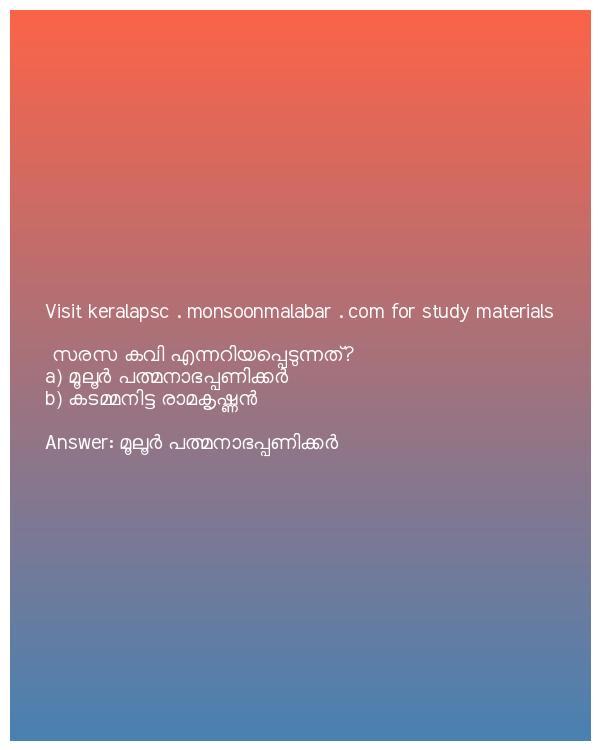 Visit keralapsc . monsoonmalabar . com for study materials
സരസ കവി എന്നറിയപ്പെടുന്നത്?
a) മൂലൂർ പത്മനാഭപ്പണിക്കർ
b) കടമ്മനിട്ട രാമകൃഷ്ണൻ
Answer: മൂലൂർ പത്മനാഭപ്പണിക്കർ